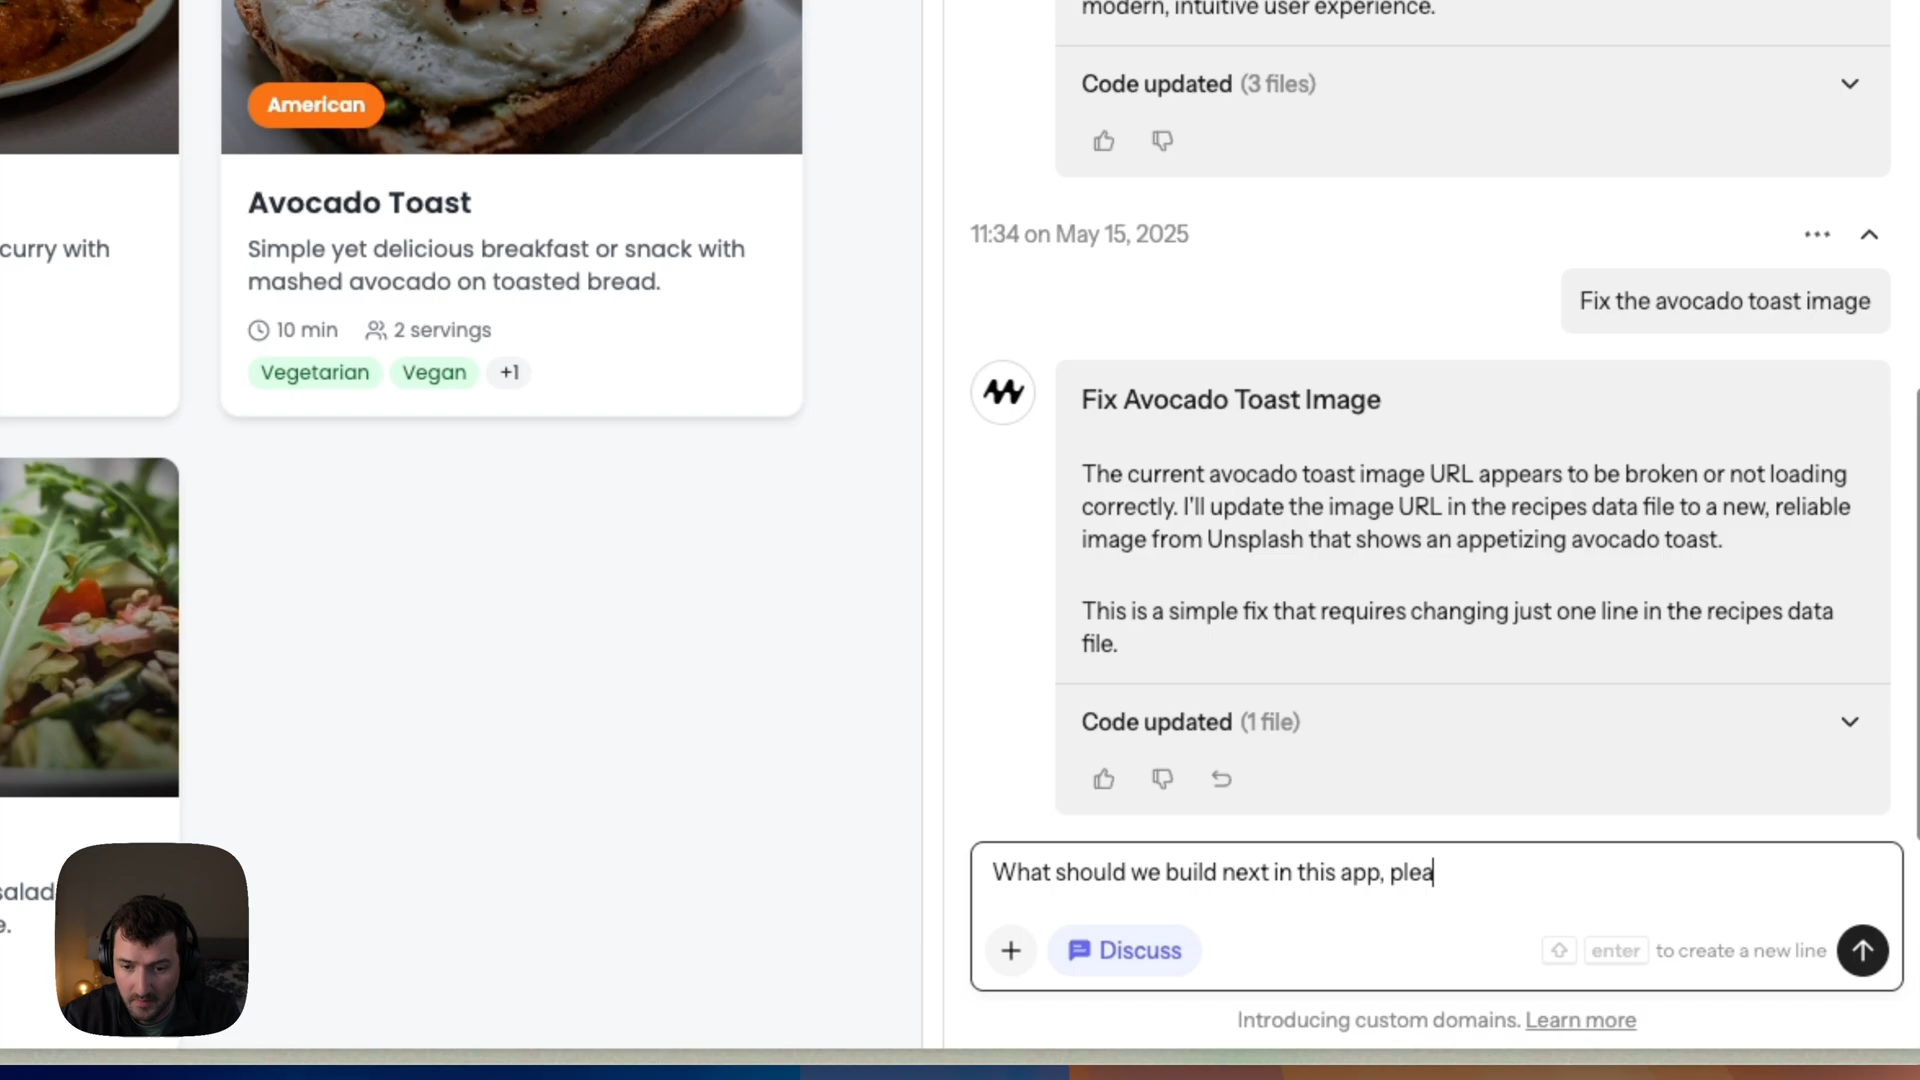 American
Avocado Toast
curry with
Simple yet delicious breakfast or snack with
mashed avocado on toasted bread.
10 min 2 servings
Vegetarian Vegan +1
salad
e.
modern, intuitive user experience.
Code updated (3 files)
11:34 on May 15, 2025
Fix the avocado toast image
Fix Avocado Toast Image
The current avocado toast image URL appears to be broken or not loading
correctly. I'll update the image URL in the recipes data file to a new, reliable
image from Unsplash that shows an appetizing avocado toast.
This is a simple fix that requires changing just one line in the recipes data
file.
Code updated (1 file)
What should we build next in this app, plea
Discuss
enter to create a new line
Introducing custom domains. Learn more